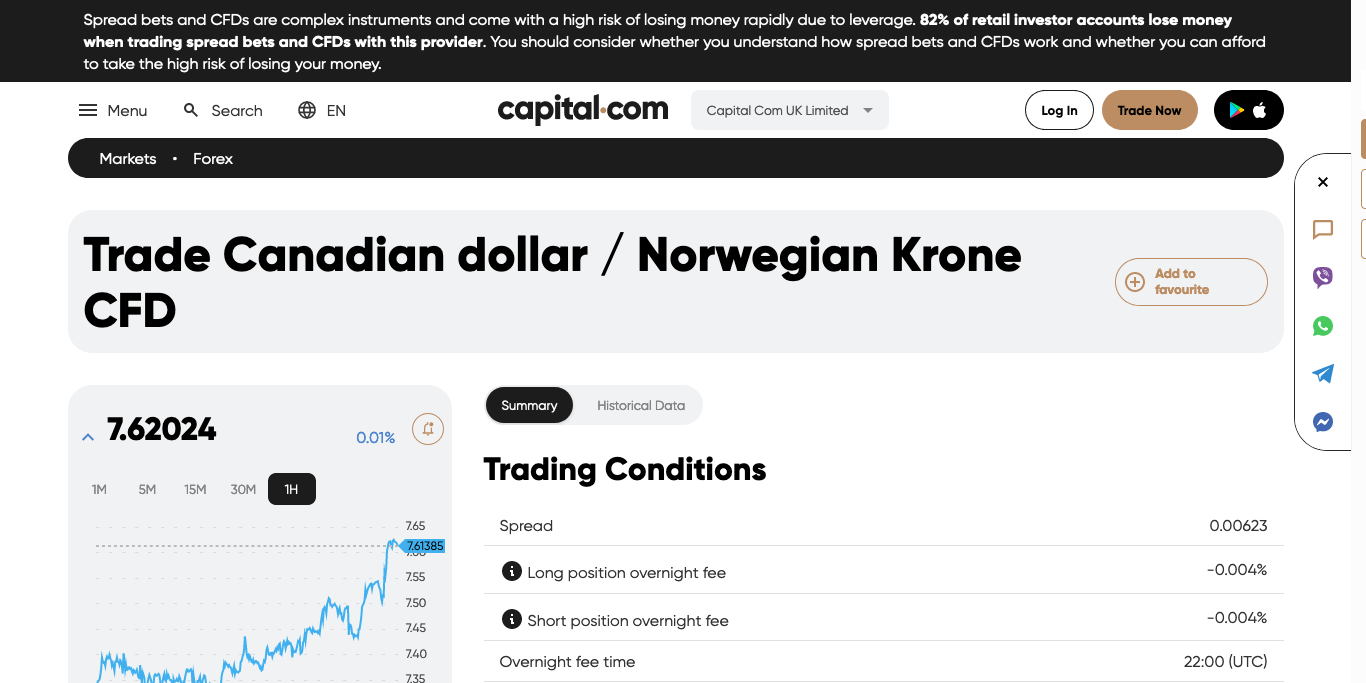 Spread bets and CFDs are complex instruments and come with a high risk of losing money rapidly due to leverage. 82% of retail investor accounts lose money
when trading spread bets and CFDs with this provider. You should consider whether you understand how spread bets and CFDs work and whether you can afford
to take the high risk of losing your money.
Menu
Search
EN
capital.com
Capital Com UK Limited
Log In
Trade Now
Markets • Forex
Trade Canadian dollar / Norwegian Krone
CFD
Add to
favourite
7.62024
0.01%
1M 5M 15M 30M 1H
7.65
7.61385
7.55
7.50
7.45
7.40
7.35
Summary
Historical Data
Trading Conditions
Spread 0.00623
Long position overnight fee -0.004%
Short position overnight fee -0.004%
Overnight fee time 22:00 (UTC)